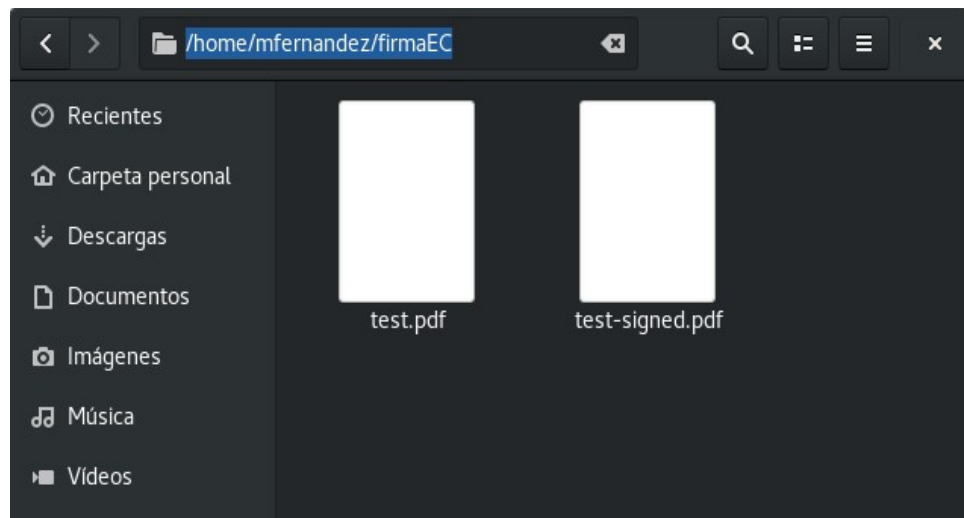 /home/mfernandez/firmaEC
Recientes
Carpeta personal
Descargas
Documentos
Imágenes
Música
Vídeos
test.pdf
test-signed.pdf